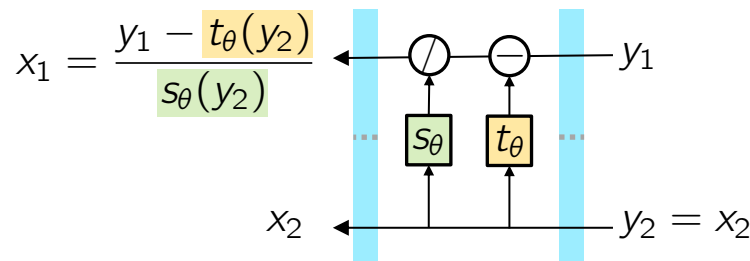 x₁ = (y₁ − t_θ(y₂)) / s_θ(y₂)
/
−
y₁
s_θ
t_θ
x₂
y₂ = x₂